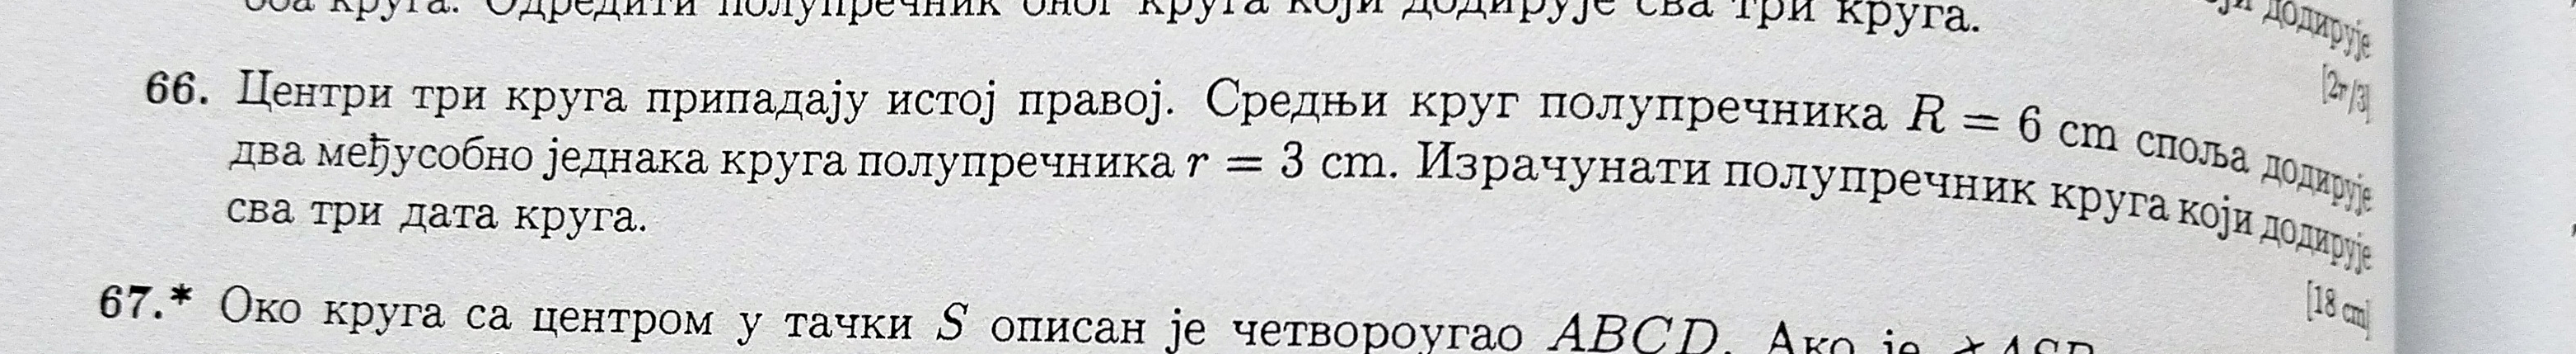 оба круга. Одредити полупречник оног круга који додирује сва три круга.
који додирује
[2r/3]
66. Центри три круга припадају истој правој. Средњи круг полупречника R = 6 cm споља додирује
два међусобно једнака круга полупречника r = 3 cm. Израчунати полупречник круга који додирује
сва три дата круга.
[18 cm]
67.* Око круга са центром у тачки S описан је четвороугао ABCD. Ако је ∢ASB